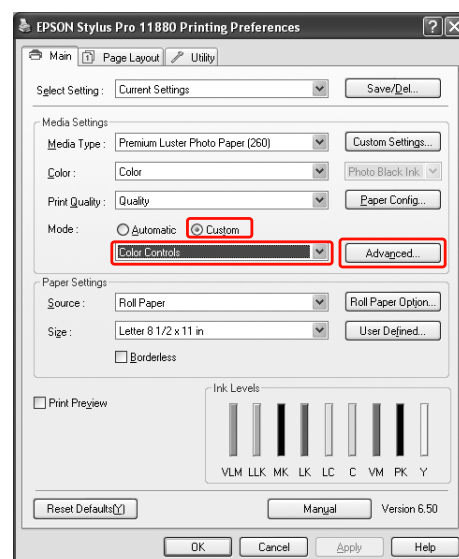 EPSON Stylus Pro 11880 Printing Preferences
Main Page Layout Utility
Select Setting : Current Settings Save/Del...
Media Settings
Media Type : Premium Luster Photo Paper (260) Custom Settings...
Color : Color Photo Black Ink
Print Quality : Quality Paper Config...
Mode : Automatic Custom
Color Controls Advanced...
Paper Settings
Source : Roll Paper Roll Paper Option...
Size : Letter 8 1/2 x 11 in User Defined...
Borderless
Print Preview
Ink Levels
VLM LLK MK LK LC C VM PK Y
Reset Defaults(Y) Manual Version 6.50
OK Cancel Apply Help